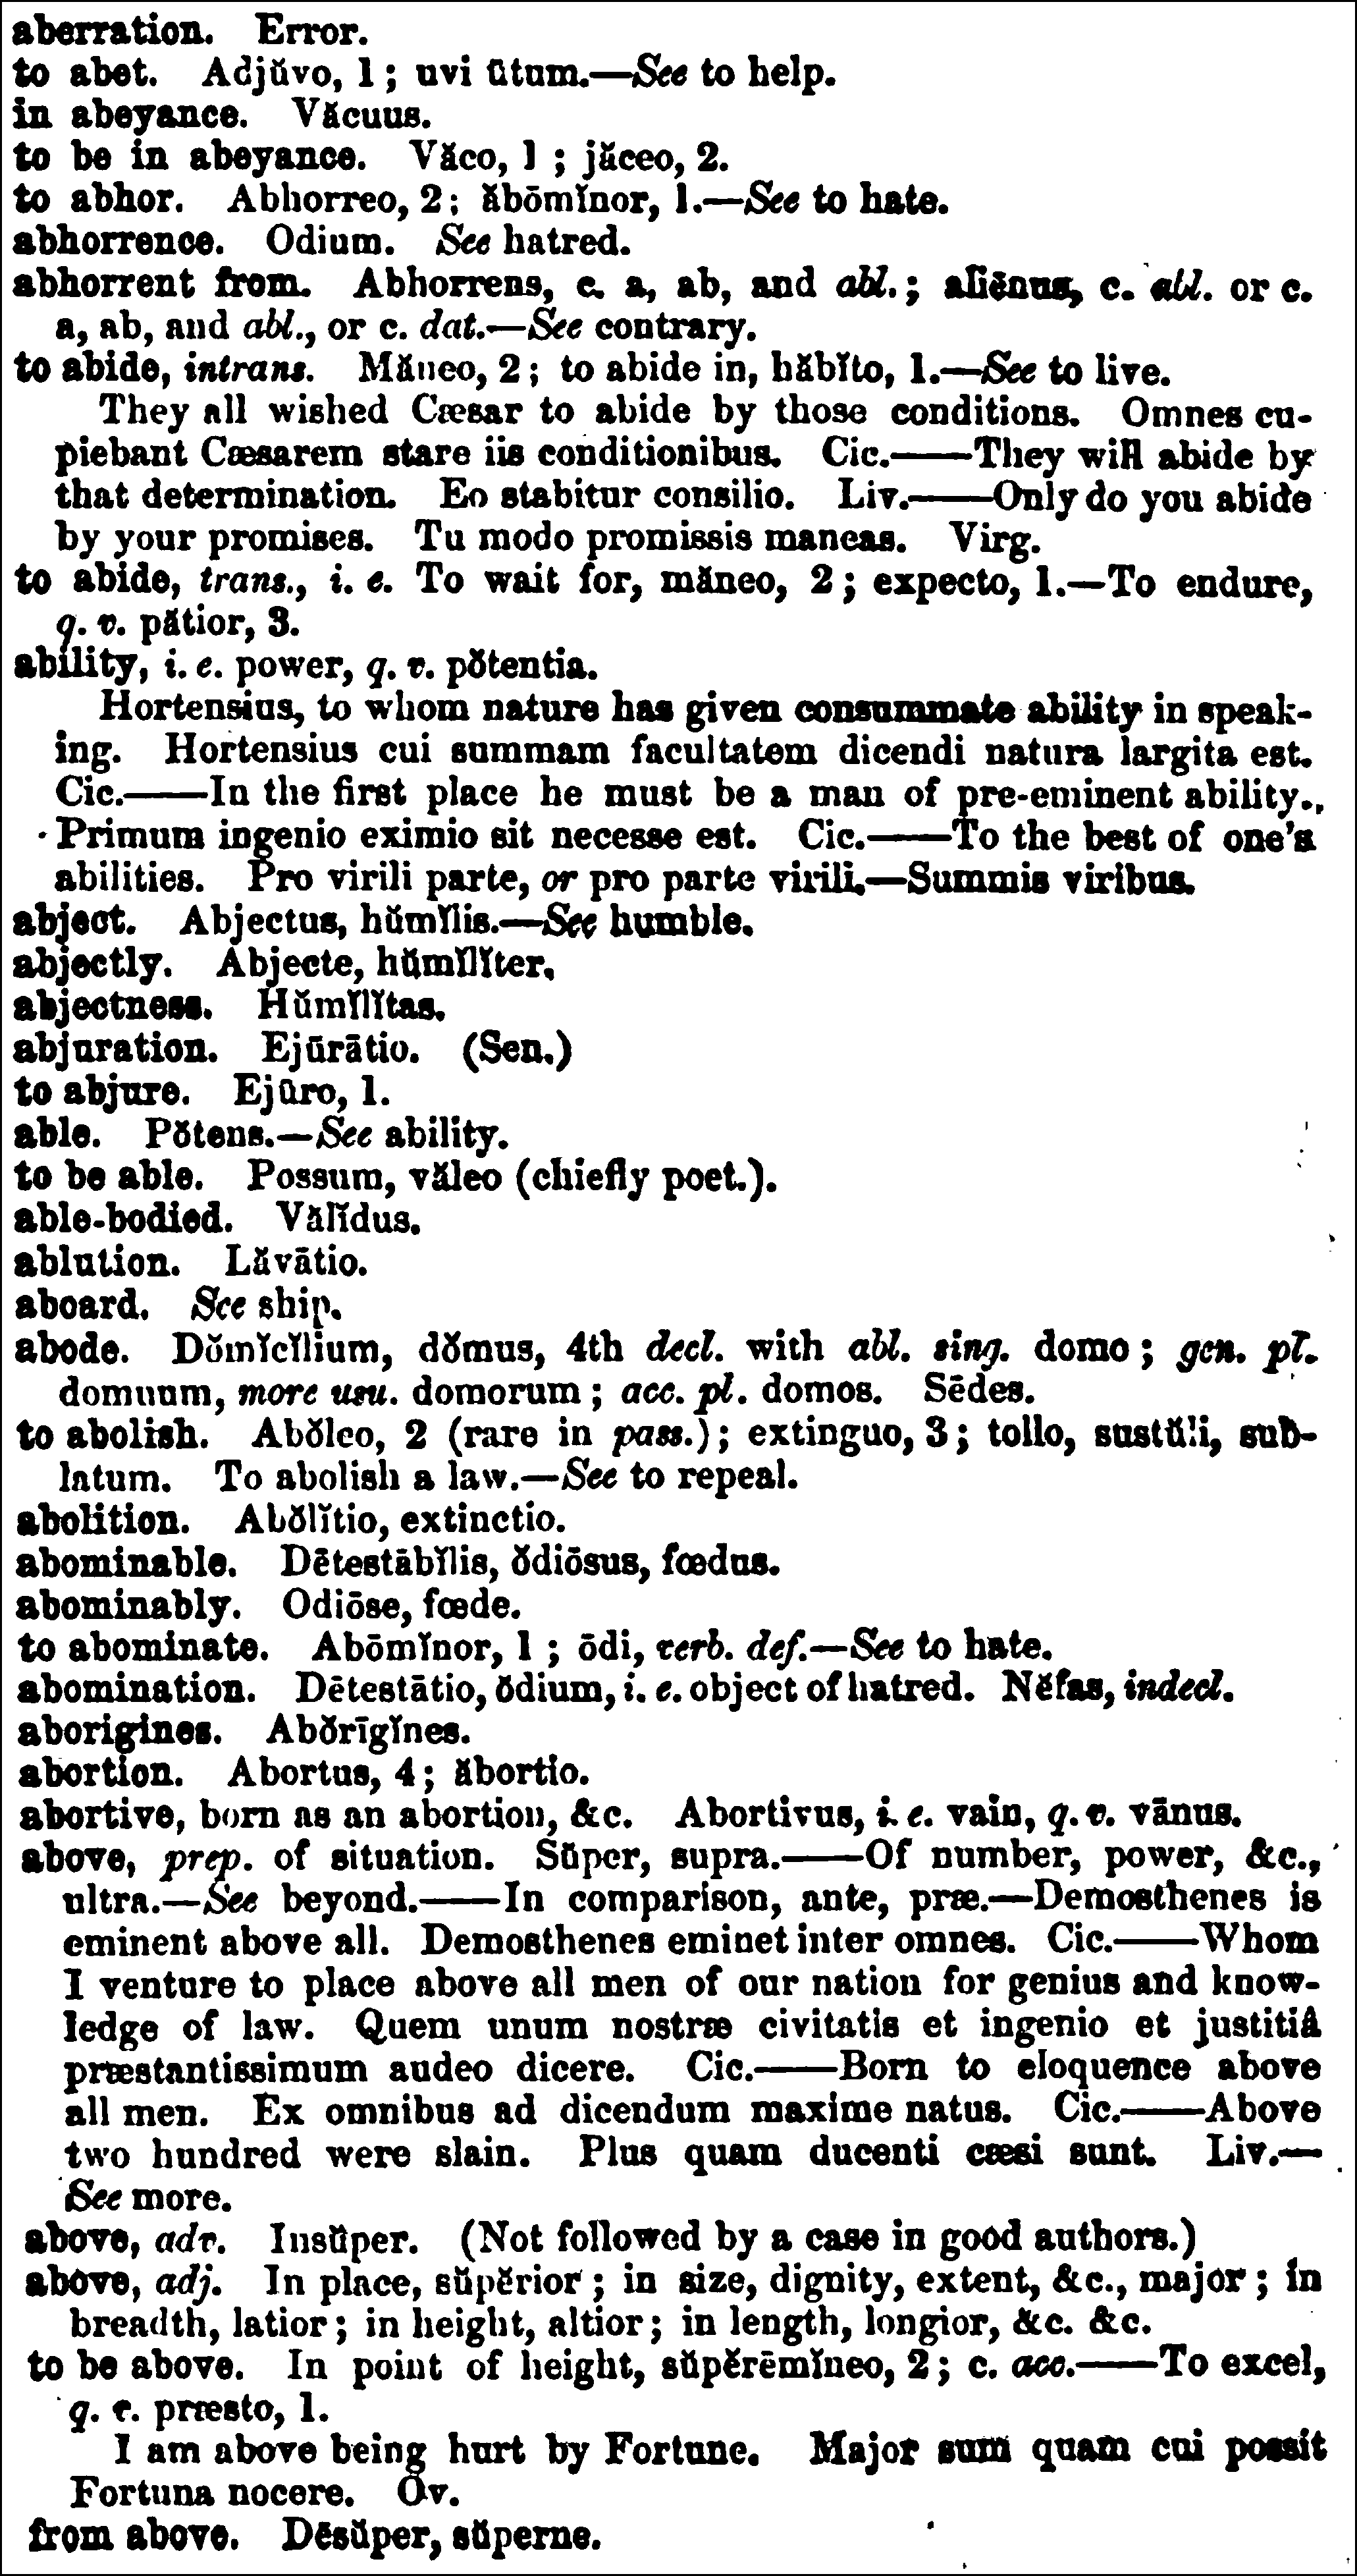 aberration. Error.
to abet. Adjŭvo, 1; uvi ūtum.—See to help.
in abeyance. Văcuus.
to be in abeyance. Văco, 1; jăceo, 2.
to abhor. Abhorreo, 2; ăbōmĭnor, 1.—See to hate.
abhorrence. Odium. See hatred.
abhorrent from. Abhorrens, c. a, ab, and abl.; aliēnus, c. abl. or c.
a, ab, and abl., or c. dat.—See contrary.
to abide, intrans. Măneo, 2; to abide in, hăbĭto, 1.—See to live.
They all wished Cæsar to abide by those conditions. Omnes cu-
piebant Cæsarem stare iis conditionibus. Cic.——They will abide by
that determination. Eo stabitur consilio. Liv.——Only do you abide
by your promises. Tu modo promissis maneas. Virg.
to abide, trans., i. e. To wait for, măneo, 2; expecto, 1.—To endure,
q. v. pătior, 3.
ability, i. e. power, q. v. pŏtentia.
Hortensius, to whom nature has given consummate ability in speak-
ing. Hortensius cui summam facultatem dicendi natura largita est.
Cic.——In the first place he must be a man of pre-eminent ability.
Primum ingenio eximio sit necesse est. Cic.——To the best of one's
abilities. Pro virili parte, or pro parte virili.—Summis viribus.
abject. Abjectus, hŭmĭlis.—See humble.
abjectly. Abjecte, hŭmĭlĭter.
abjectness. Hŭmĭlĭtas.
abjuration. Ejūrātio. (Sen.)
to abjure. Ejūro, 1.
able. Pŏtens.—See ability.
to be able. Possum, văleo (chiefly poet.).
able-bodied. Vălĭdus.
ablution. Lăvātio.
aboard. See ship.
abode. Dŏmĭcĭlium, dŏmus, 4th decl. with abl. sing. domo; gen. pl.
domuum, more usu. domorum; acc. pl. domos. Sēdes.
to abolish. Abŏleo, 2 (rare in pass.); extinguo, 3; tollo, sustŭli, sub-
latum. To abolish a law.—See to repeal.
abolition. Abŏlĭtio, extinctio.
abominable. Dētestābĭlis, ŏdiōsus, fœdus.
abominably. Odiōse, fœde.
to abominate. Abōmĭnor, 1; ōdi, verb. def.—See to hate.
abomination. Dētestātio, ŏdium, i. e. object of hatred. Nĕfas, indecl.
aborigines. Abŏrīgĭnes.
abortion. Abortus, 4; ăbortio.
abortive, born as an abortion, &c. Abortivus, i. e. vain, q. v. vānus.
above, prep. of situation. Sŭper, supra.——Of number, power, &c.,
ultra.—See beyond.——In comparison, ante, præ.—Demosthenes is
eminent above all. Demosthenes eminet inter omnes. Cic.——Whom
I venture to place above all men of our nation for genius and know-
ledge of law. Quem unum nostræ civitatis et ingenio et justitiâ
præstantissimum audeo dicere. Cic.——Born to eloquence above
all men. Ex omnibus ad dicendum maxime natus. Cic.——Above
two hundred were slain. Plus quam ducenti cæsi sunt. Liv.—
See more.
above, adv. Insŭper. (Not followed by a case in good authors.)
above, adj. In place, sŭpĕrior; in size, dignity, extent, &c., major; in
breadth, latior; in height, altior; in length, longior, &c. &c.
to be above. In point of height, sŭpĕrēmĭneo, 2; c. acc.——To excel,
q. v. præsto, 1.
I am above being hurt by Fortune. Major sum quam cui possit
Fortuna nocere. Ov.
from above. Dēsŭper, sŭperne.